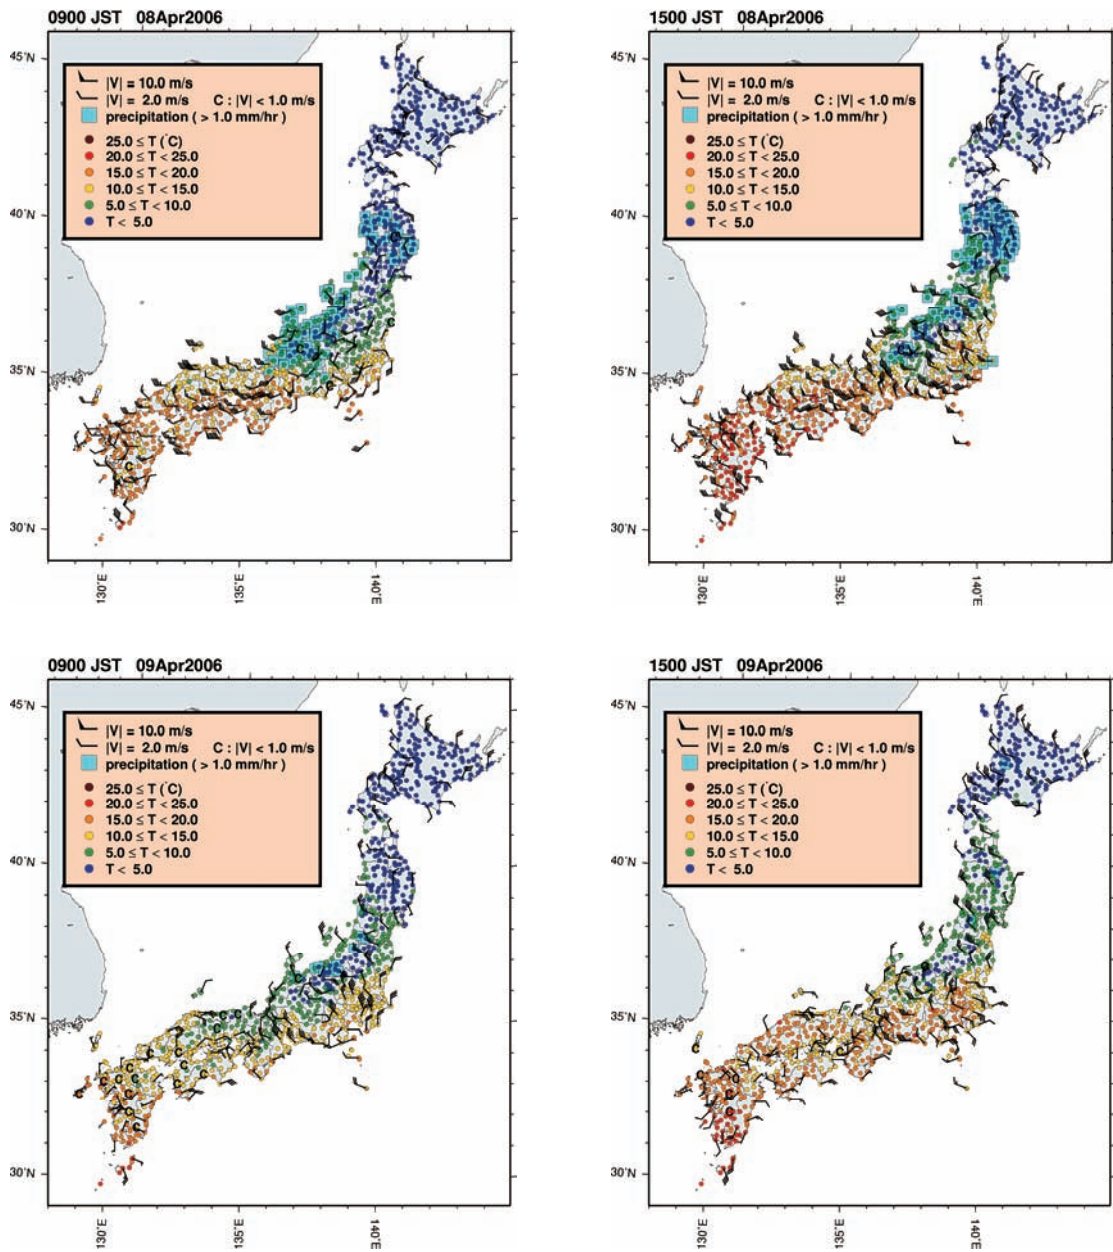 0900 JST 08Apr2006
45°N
|V| = 10.0 m/s
|V| = 2.0 m/s C : |V| < 1.0 m/s
precipitation ( > 1.0 mm/hr )
25.0 ≤ T (°C)
20.0 ≤ T < 25.0
15.0 ≤ T < 20.0
10.0 ≤ T < 15.0
5.0 ≤ T < 10.0
T < 5.0
40°N
35°N
30°N
130°E
135°E
140°E
1500 JST 08Apr2006
45°N
|V| = 10.0 m/s
|V| = 2.0 m/s C : |V| < 1.0 m/s
precipitation ( > 1.0 mm/hr )
25.0 ≤ T (°C)
20.0 ≤ T < 25.0
15.0 ≤ T < 20.0
10.0 ≤ T < 15.0
5.0 ≤ T < 10.0
T < 5.0
40°N
35°N
30°N
130°E
135°E
140°E
0900 JST 09Apr2006
45°N
|V| = 10.0 m/s
|V| = 2.0 m/s C : |V| < 1.0 m/s
precipitation ( > 1.0 mm/hr )
25.0 ≤ T (°C)
20.0 ≤ T < 25.0
15.0 ≤ T < 20.0
10.0 ≤ T < 15.0
5.0 ≤ T < 10.0
T < 5.0
40°N
35°N
30°N
130°E
135°E
140°E
1500 JST 09Apr2006
45°N
|V| = 10.0 m/s
|V| = 2.0 m/s C : |V| < 1.0 m/s
precipitation ( > 1.0 mm/hr )
25.0 ≤ T (°C)
20.0 ≤ T < 25.0
15.0 ≤ T < 20.0
10.0 ≤ T < 15.0
5.0 ≤ T < 10.0
T < 5.0
40°N
35°N
30°N
130°E
135°E
140°E